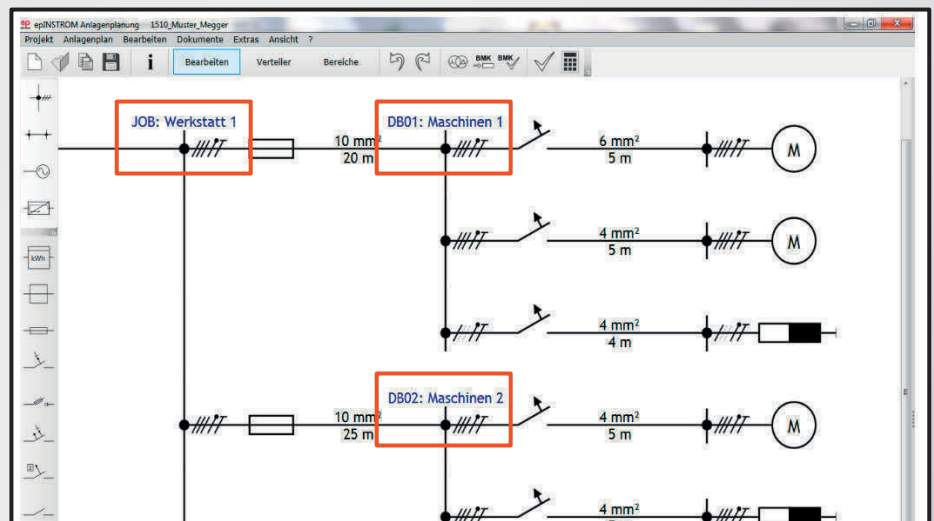 ep epINSTROM Anlagenplanung 1510_Muster_Megger
Projekt Anlagenplan Bearbeiten Dokumente Extras Ansicht ?
i Bearbeiten Verteiler Bereiche BMK BMK
JOB: Werkstatt 1 DB01: Maschinen 1
10 mm² 6 mm²
20 m 5 m
M
4 mm²
5 m
M
kWh
4 mm²
4 m
DB02: Maschinen 2
10 mm² 4 mm²
25 m 5 m
M
4 mm²